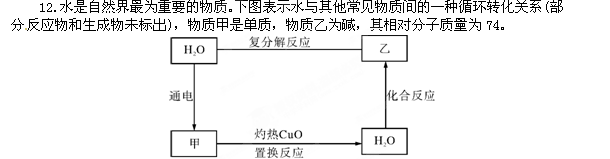 12.水是自然界最为重要的物质。下图表示水与其他常见物质间的一种循环转化关系(部
分反应物和生成物未标出)，物质甲是单质，物质乙为碱，其相对分子质量为 74。
H₂O 复分解反应 乙
通电 化合反应
甲 灼热CuO H₂O
置换反应